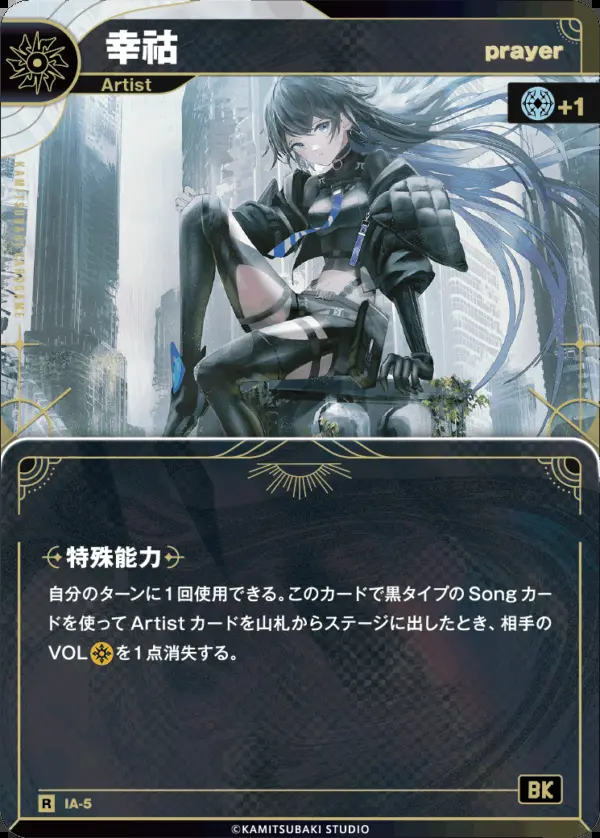 幸祜
prayer
Artist
+1
KAMITSUBAKI CARDGAME
特殊能力
自分のターンに1回使用できる。このカードで黒タイプのSongカー
ドを使ってArtistカードを山札からステージに出したとき、相手の
VOLを1点消失する。
BK
R IA-5
©KAMITSUBAKI STUDIO